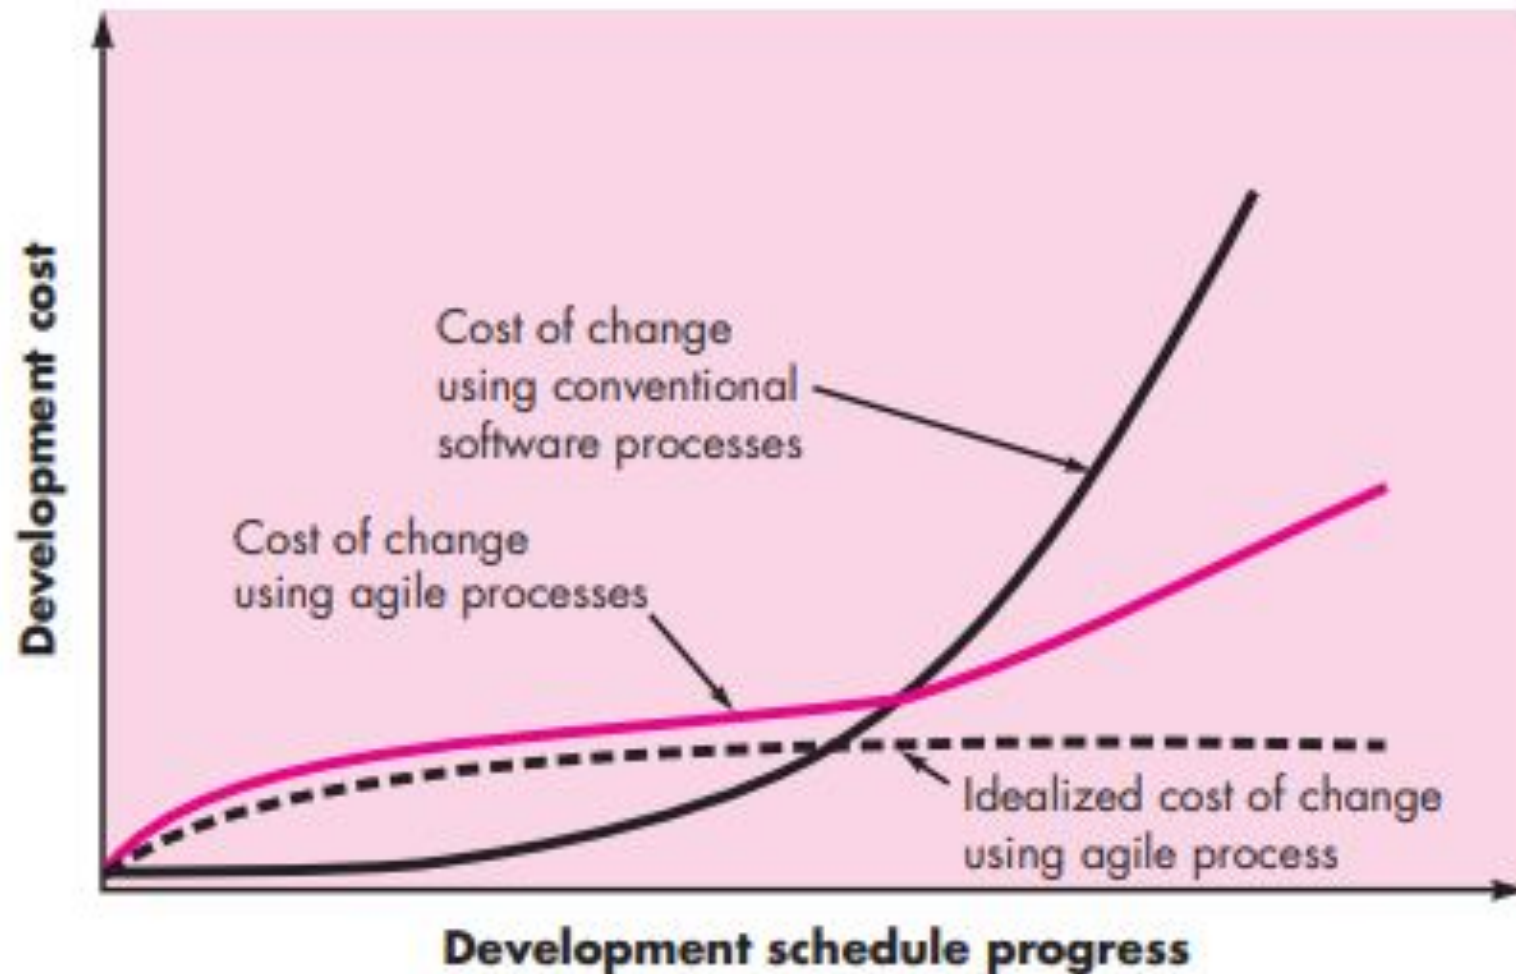 Development cost
Cost of change
using conventional
software processes
Cost of change
using agile processes
Idealized cost of change
using agile process
Development schedule progress